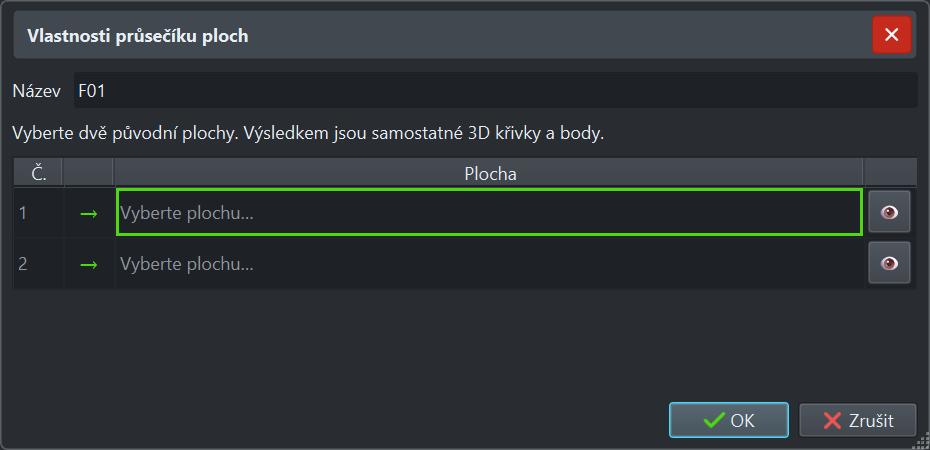 Vlastnosti průsečíku ploch
Název F01
Vyberte dvě původní plochy. Výsledkem jsou samostatné 3D křivky a body.
Č. Plocha
1 → Vyberte plochu...
2 → Vyberte plochu...
OK Zrušit